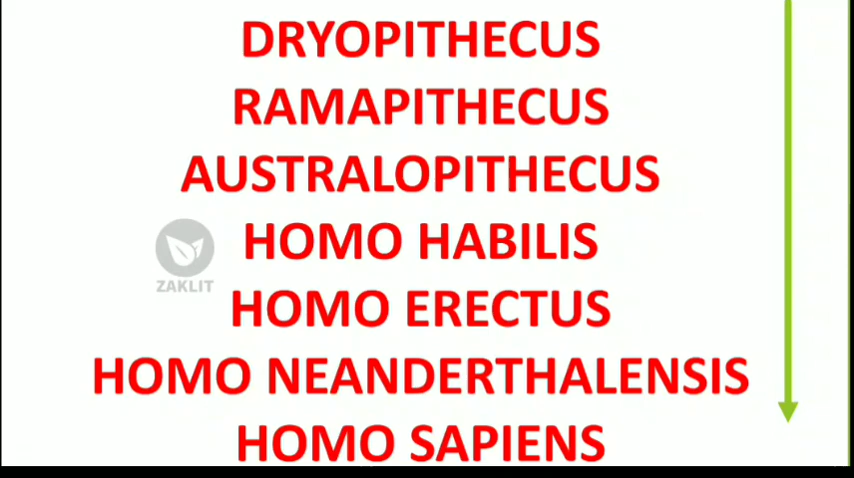 DRYOPITHECUS
RAMAPITHECUS
AUSTRALOPITHECUS
HOMO HABILIS
ZAKLIT
HOMO ERECTUS
HOMO NEANDERTHALENSIS
HOMO SAPIENS